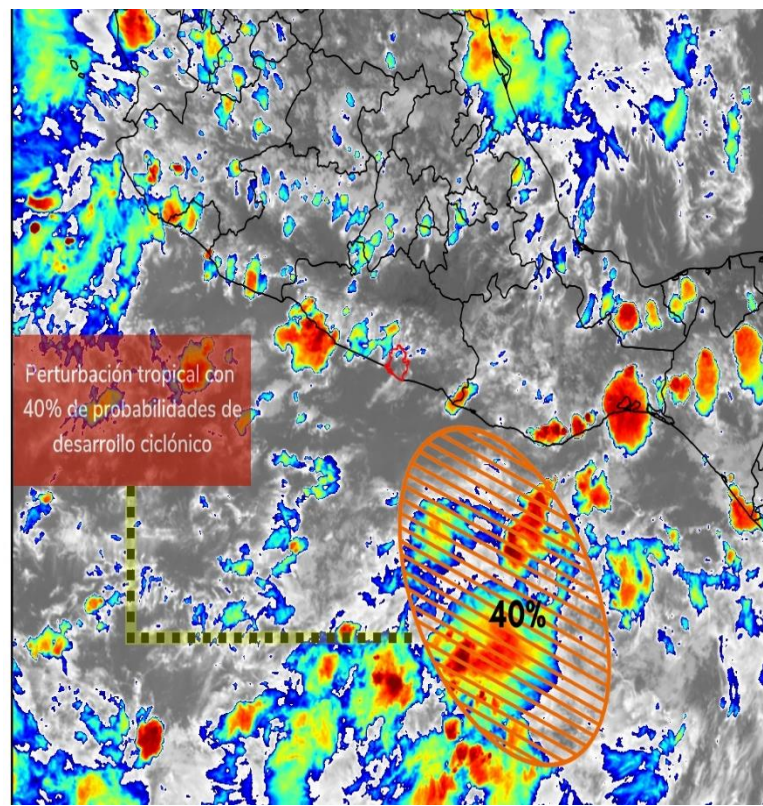 Perturbación tropical con
40% de probabilidades de
desarrollo ciclónico
40%